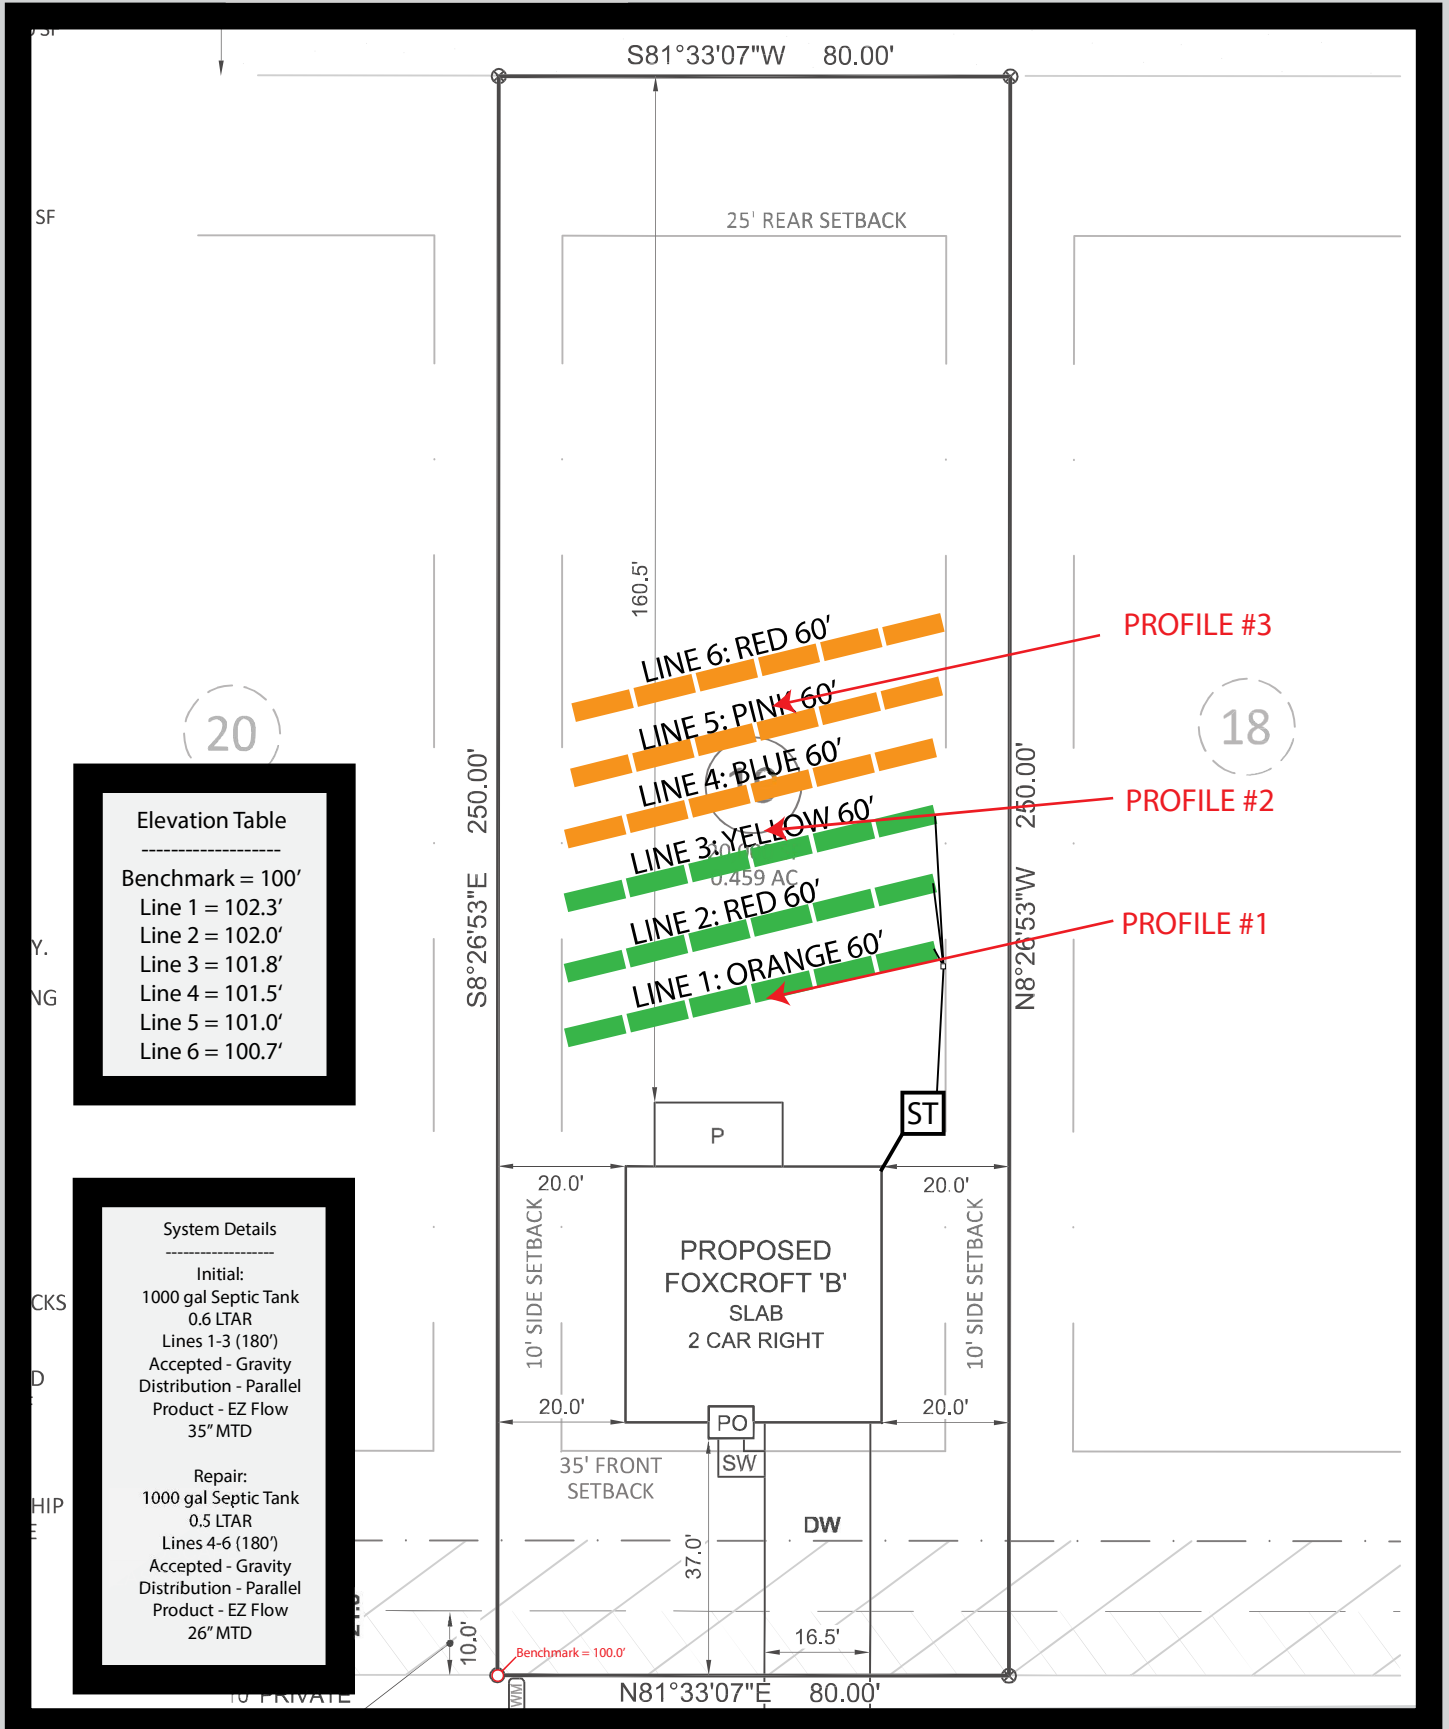 S81°33'07"W 80.00'
SF
25' REAR SETBACK
160.5'
PROFILE #3
LINE 6: RED 60'
LINE 5: PINK 60'
LINE 4: BLUE 60'
20
18
PROFILE #2
LINE 3: YELLOW 60'
0.459 AC
LINE 2: RED 60'
PROFILE #1
LINE 1: ORANGE 60'
S8°26'53"E 250.00'
N8°26'53"W 250.00'
Elevation Table
-------------------
Benchmark = 100'
Line 1 = 102.3'
Line 2 = 102.0'
Line 3 = 101.8'
Line 4 = 101.5'
Line 5 = 101.0'
Line 6 = 100.7'
Y.
NG
ST
P
20.0'
20.0'
10' SIDE SETBACK
10' SIDE SETBACK
PROPOSED
FOXCROFT 'B'
SLAB
2 CAR RIGHT
20.0'
20.0'
PO
SW
35' FRONT
SETBACK
DW
37.0'
16.5'
10.0'
Benchmark = 100.0'
WM
N81°33'07"E 80.00'
System Details
-------------------
Initial:
1000 gal Septic Tank
0.6 LTAR
Lines 1-3 (180')
Accepted - Gravity
Distribution - Parallel
Product - EZ Flow
35" MTD
Repair:
1000 gal Septic Tank
0.5 LTAR
Lines 4-6 (180')
Accepted - Gravity
Distribution - Parallel
Product - EZ Flow
26" MTD
CKS
D
HIP
10' PRIVATE